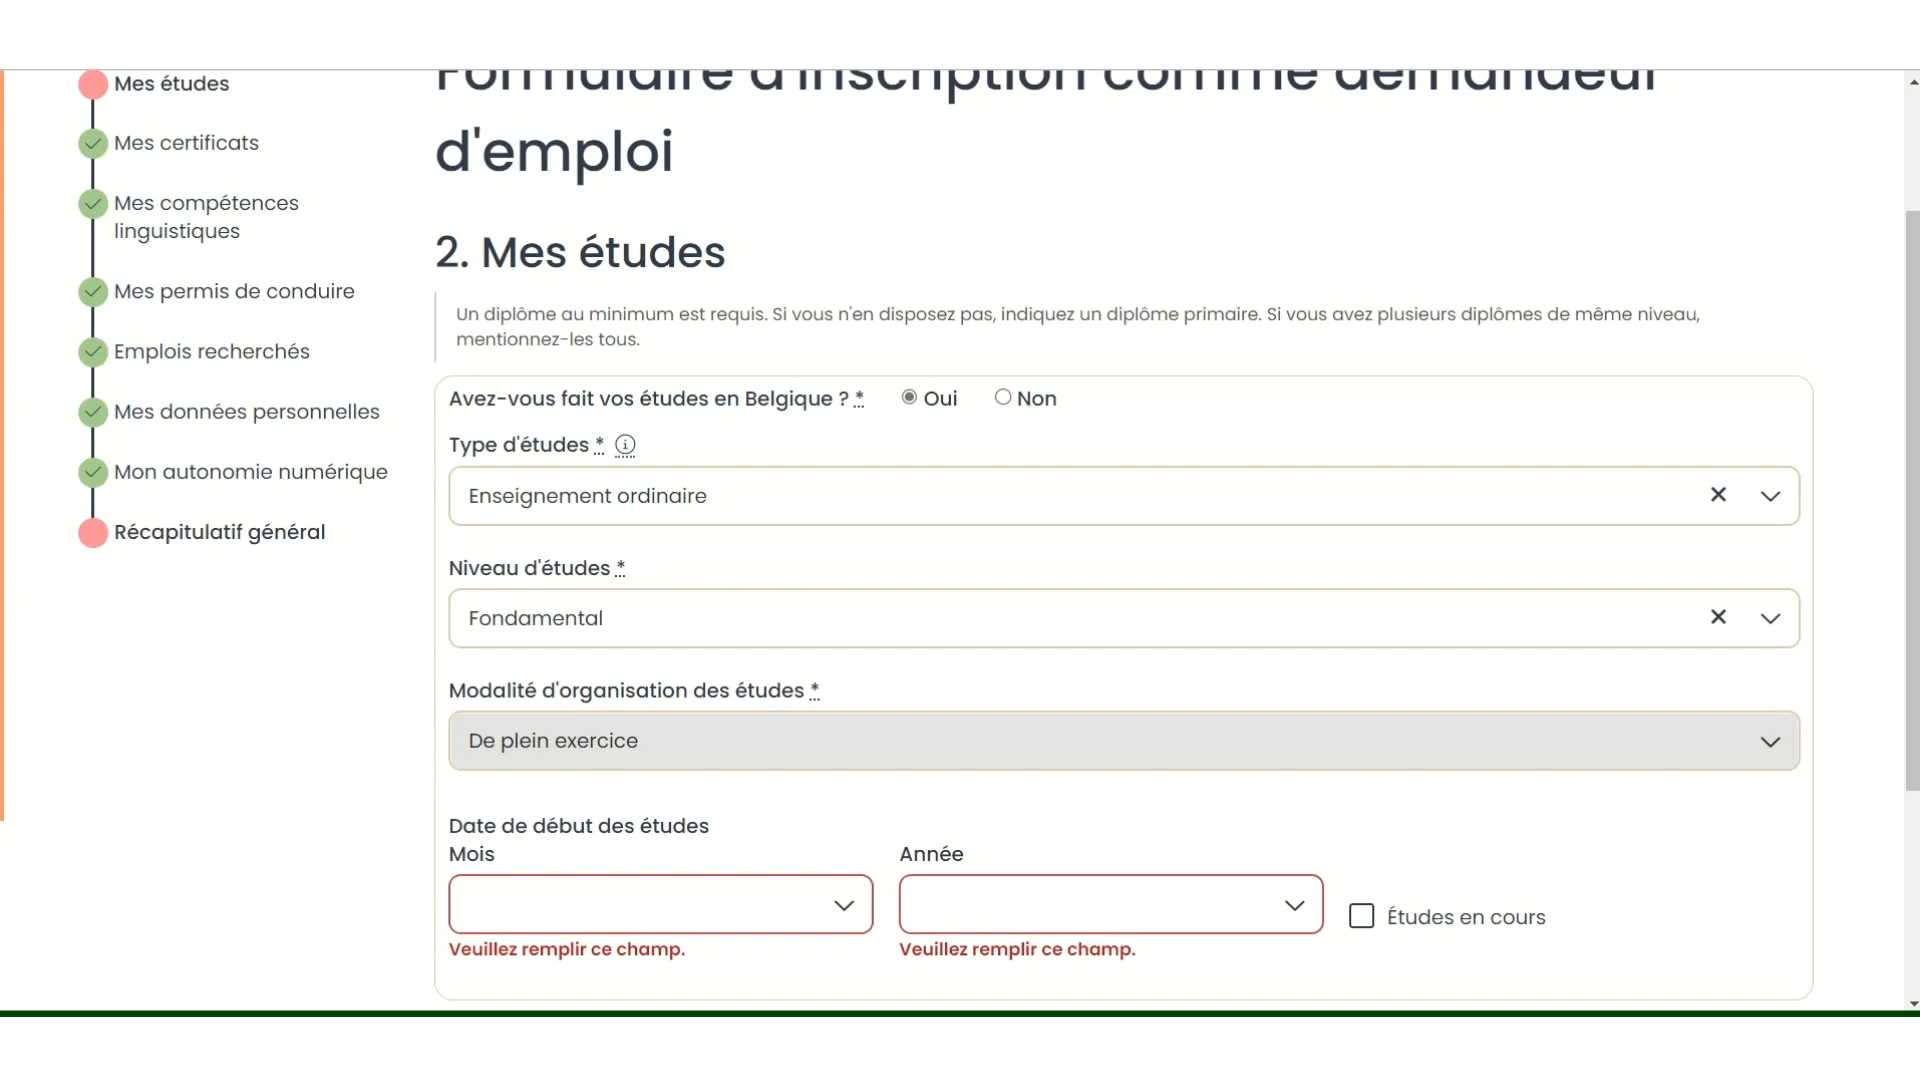 Mes études
Mes certificats
Mes compétences
linguistiques
Mes permis de conduire
Emplois recherchés
Mes données personnelles
Mon autonomie numérique
Récapitulatif général
Formulaire d'inscription comme demandeur
d'emploi
2. Mes études
Un diplôme au minimum est requis. Si vous n'en disposez pas, indiquez un diplôme primaire. Si vous avez plusieurs diplômes de même niveau,
mentionnez-les tous.
Avez-vous fait vos études en Belgique ? * Oui Non
Type d'études *
Enseignement ordinaire
Niveau d'études *
Fondamental
Modalité d'organisation des études *
De plein exercice
Date de début des études
Mois Année
Études en cours
Veuillez remplir ce champ. Veuillez remplir ce champ.